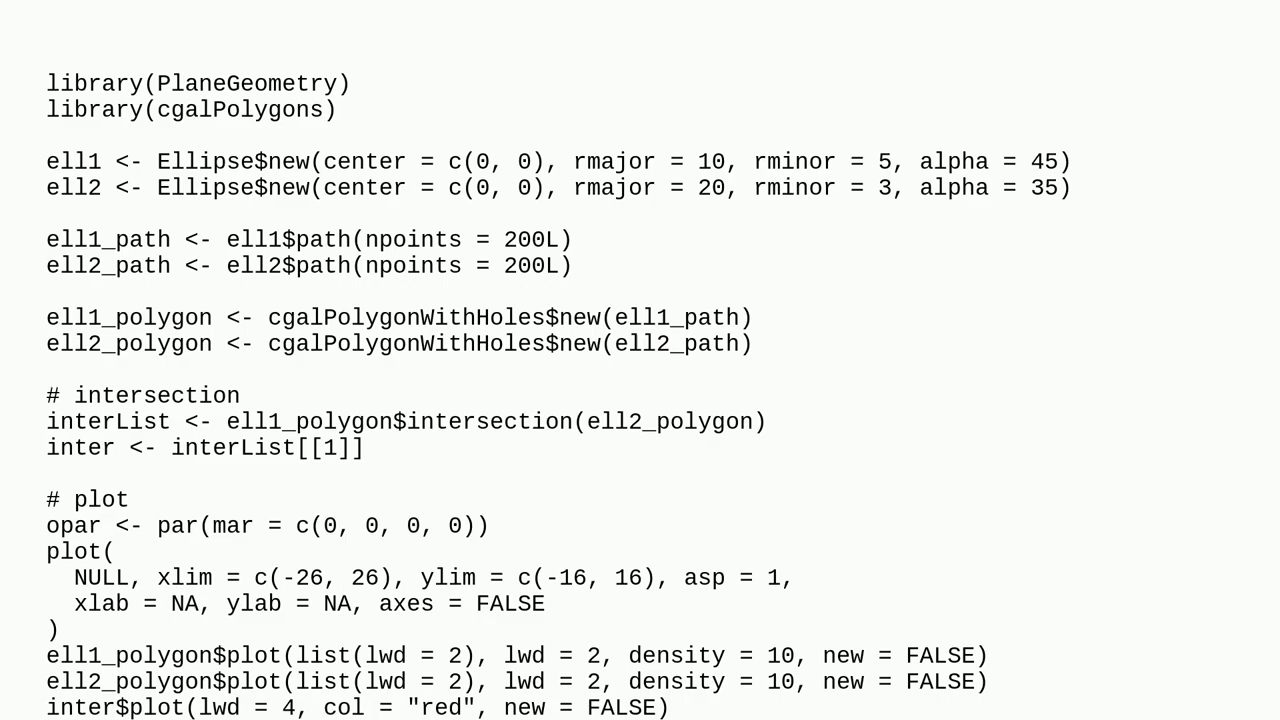 library(PlaneGeometry)
library(cgalPolygons)
ell1 <- Ellipse$new(center = c(0, 0), rmajor = 10, rminor = 5, alpha = 45)
ell2 <- Ellipse$new(center = c(0, 0), rmajor = 20, rminor = 3, alpha = 35)
ell1_path <- ell1$path(npoints = 200L)
ell2_path <- ell2$path(npoints = 200L)
ell1_polygon <- cgalPolygonWithHoles$new(ell1_path)
ell2_polygon <- cgalPolygonWithHoles$new(ell2_path)
# intersection
interList <- ell1_polygon$intersection(ell2_polygon)
inter <- interList[[1]]
# plot
opar <- par(mar = c(0, 0, 0, 0))
plot(
  NULL, xlim = c(-26, 26), ylim = c(-16, 16), asp = 1,
  xlab = NA, ylab = NA, axes = FALSE
)
ell1_polygon$plot(list(lwd = 2), lwd = 2, density = 10, new = FALSE)
ell2_polygon$plot(list(lwd = 2), lwd = 2, density = 10, new = FALSE)
inter$plot(lwd = 4, col = "red", new = FALSE)